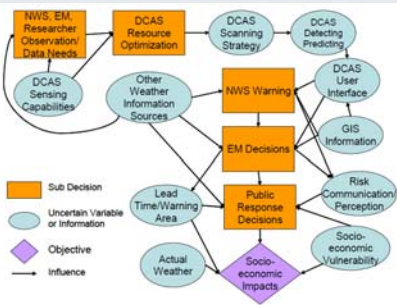 NWS, EM,
Researcher
Observation/
Data Needs
DCAS
Resource
Optimization
DCAS
Scanning
Strategy
DCAS
Detecting
Predicting
DCAS
Sensing
Capabilities
Other
Weather
Information
Sources
NWS Warning
DCAS
User
Interface
EM Decisions
GIS
Information
Sub Decision
Uncertain Variable
or Information
Objective
Influence
Lead
Time/Warning
Area
Public
Response
Decisions
Risk
Communication/
Perception
Actual
Weather
Socio-
economic
Impacts
Socio-
economic
Vulnerability